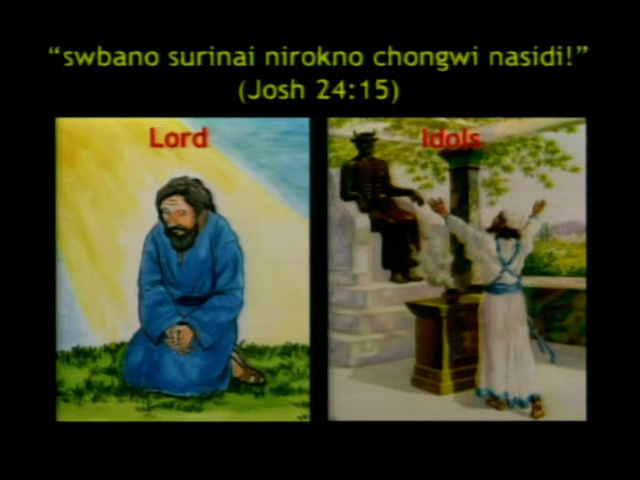 “swbano surinai nirokno chongwi nasidi!”
(Josh 24:15)
Lord
Idols